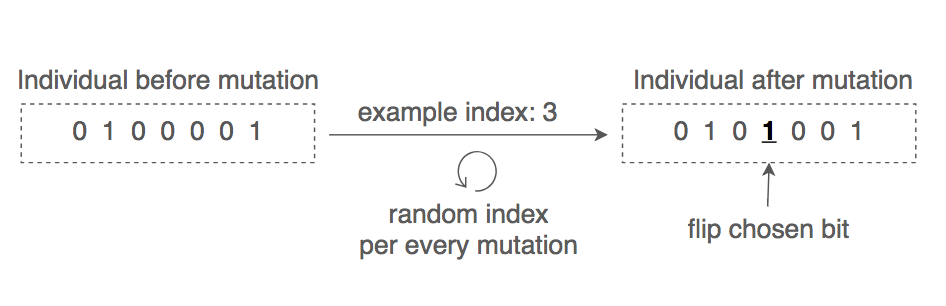 Individual before mutation
0 1 0 0 0 0 1
example index: 3
random index
per every mutation
Individual after mutation
0 1 0 1 0 0 1
flip chosen bit